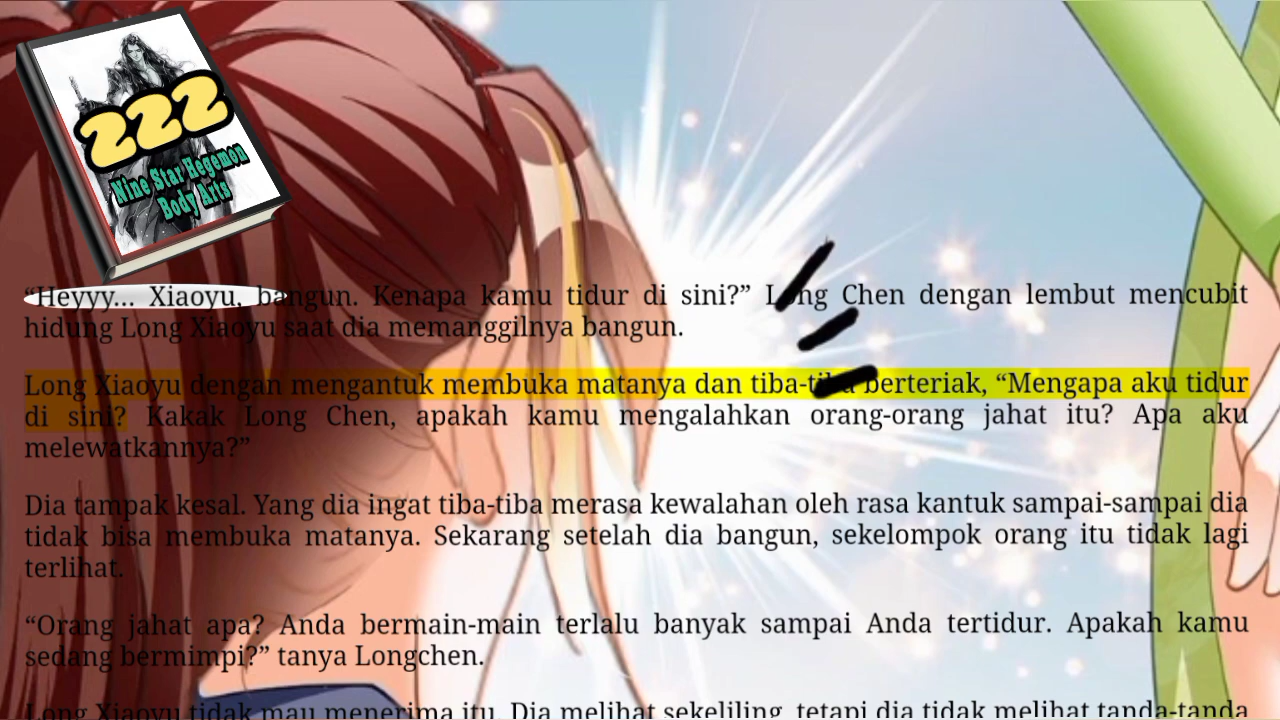 222
Nine Star Hegemon
Body Arts
“Heyyy... Xiaoyu, bangun. Kenapa kamu tidur di sini?” Long Chen dengan lembut mencubit
hidung Long Xiaoyu saat dia memanggilnya bangun.
Long Xiaoyu dengan mengantuk membuka matanya dan tiba-tiba berteriak, “Mengapa aku tidur
di sini? Kakak Long Chen, apakah kamu mengalahkan orang-orang jahat itu? Apa aku
melewatkannya?”
Dia tampak kesal. Yang dia ingat tiba-tiba merasa kewalahan oleh rasa kantuk sampai-sampai dia
tidak bisa membuka matanya. Sekarang setelah dia bangun, sekelompok orang itu tidak lagi
terlihat.
“Orang jahat apa? Anda bermain-main terlalu banyak sampai Anda tertidur. Apakah kamu
sedang bermimpi?” tanya Longchen.
Long Xiaoyu tidak mau menerima itu. Dia melihat sekeliling, tetapi dia tidak melihat tanda-tanda